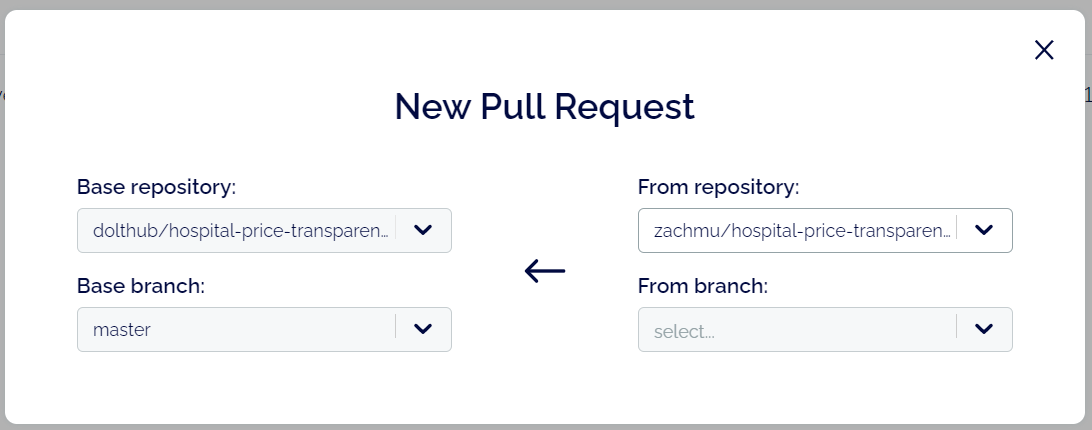 New Pull Request
Base repository:
dolthub/hospital-price-transparen...
Base branch:
master
From repository:
zachmu/hospital-price-transparen...
From branch:
select...